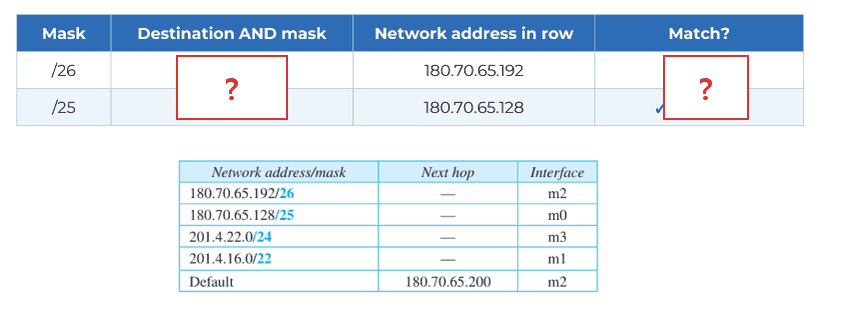 Mask Destination AND mask Network address in row Match?
/26 ? 180.70.65.192 ?
/25 180.70.65.128 ✓
Network address/mask Next hop Interface
180.70.65.192/26 — m2
180.70.65.128/25 — m0
201.4.22.0/24 — m3
201.4.16.0/22 — m1
Default 180.70.65.200 m2